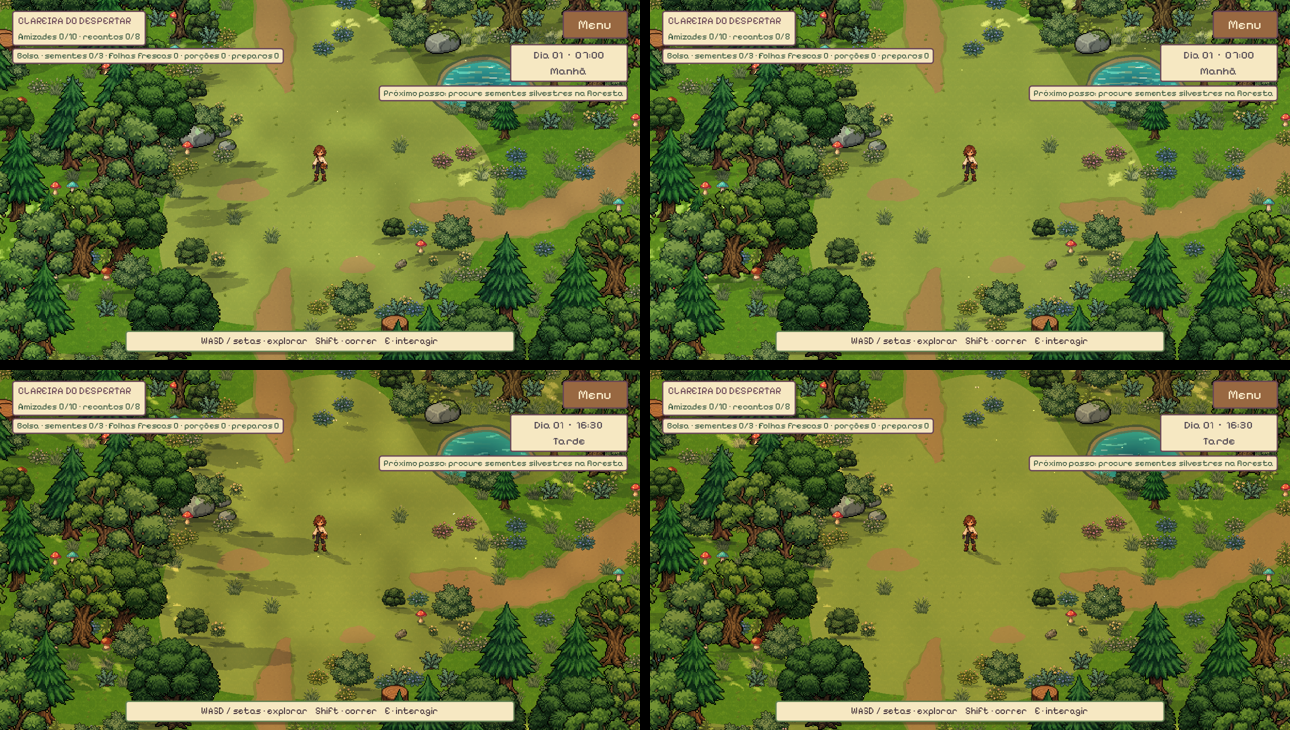 CLAREIRA DO DESPERTAR
Amizades 0/10 · recantos 0/8
Bolsa · sementes 0/3 · Folhas frescas 0 · porções 0 · preparos 0
Menu
Dia 01 · 07:00
Manhã
Próximo passo: procure sementes silvestres na floresta
WASD / setas · explorar Shift · correr E · interagir
CLAREIRA DO DESPERTAR
Amizades 0/10 · recantos 0/8
Bolsa · sementes 0/3 · Folhas frescas 0 · porções 0 · preparos 0
Menu
Dia 01 · 07:00
Manhã
Próximo passo: procure sementes silvestres na floresta
WASD / setas · explorar Shift · correr E · interagir
CLAREIRA DO DESPERTAR
Amizades 0/10 · recantos 0/8
Bolsa · sementes 0/3 · Folhas frescas 0 · porções 0 · preparos 0
Menu
Dia 01 · 16:30
Tarde
Próximo passo: procure sementes silvestres na floresta
WASD / setas · explorar Shift · correr E · interagir
CLAREIRA DO DESPERTAR
Amizades 0/10 · recantos 0/8
Bolsa · sementes 0/3 · Folhas frescas 0 · porções 0 · preparos 0
Menu
Dia 01 · 16:30
Tarde
Próximo passo: procure sementes silvestres na floresta
WASD / setas · explorar Shift · correr E · interagir